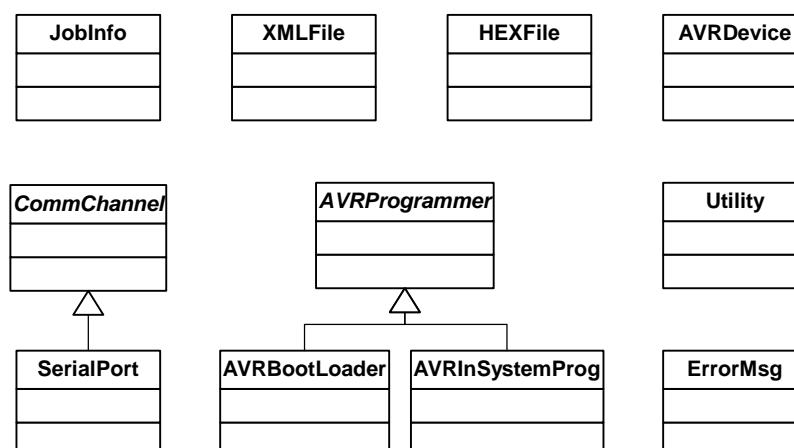 JobInfo
XMLFile
HEXFile
AVRDevice
CommChannel
AVRProgrammer
Utility
SerialPort
AVRBootLoader
AVRInSystemProg
ErrorMsg